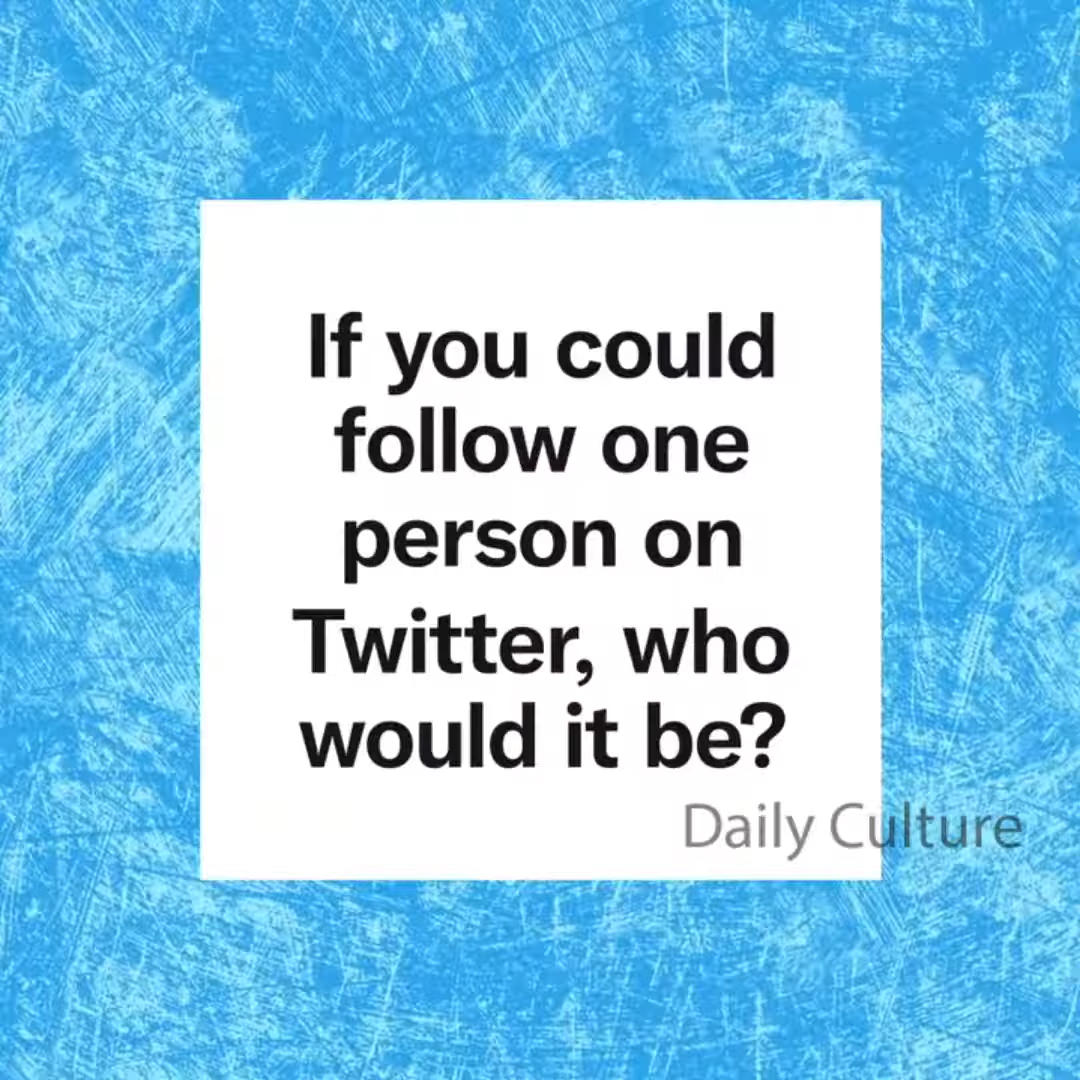 If you could
follow one
person on
Twitter, who
would it be?
Daily Culture